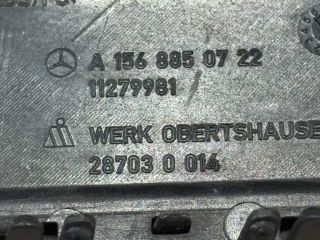 A 156 885 07 22
11279981
WERK OBERTSHAUSE
28703 0 014